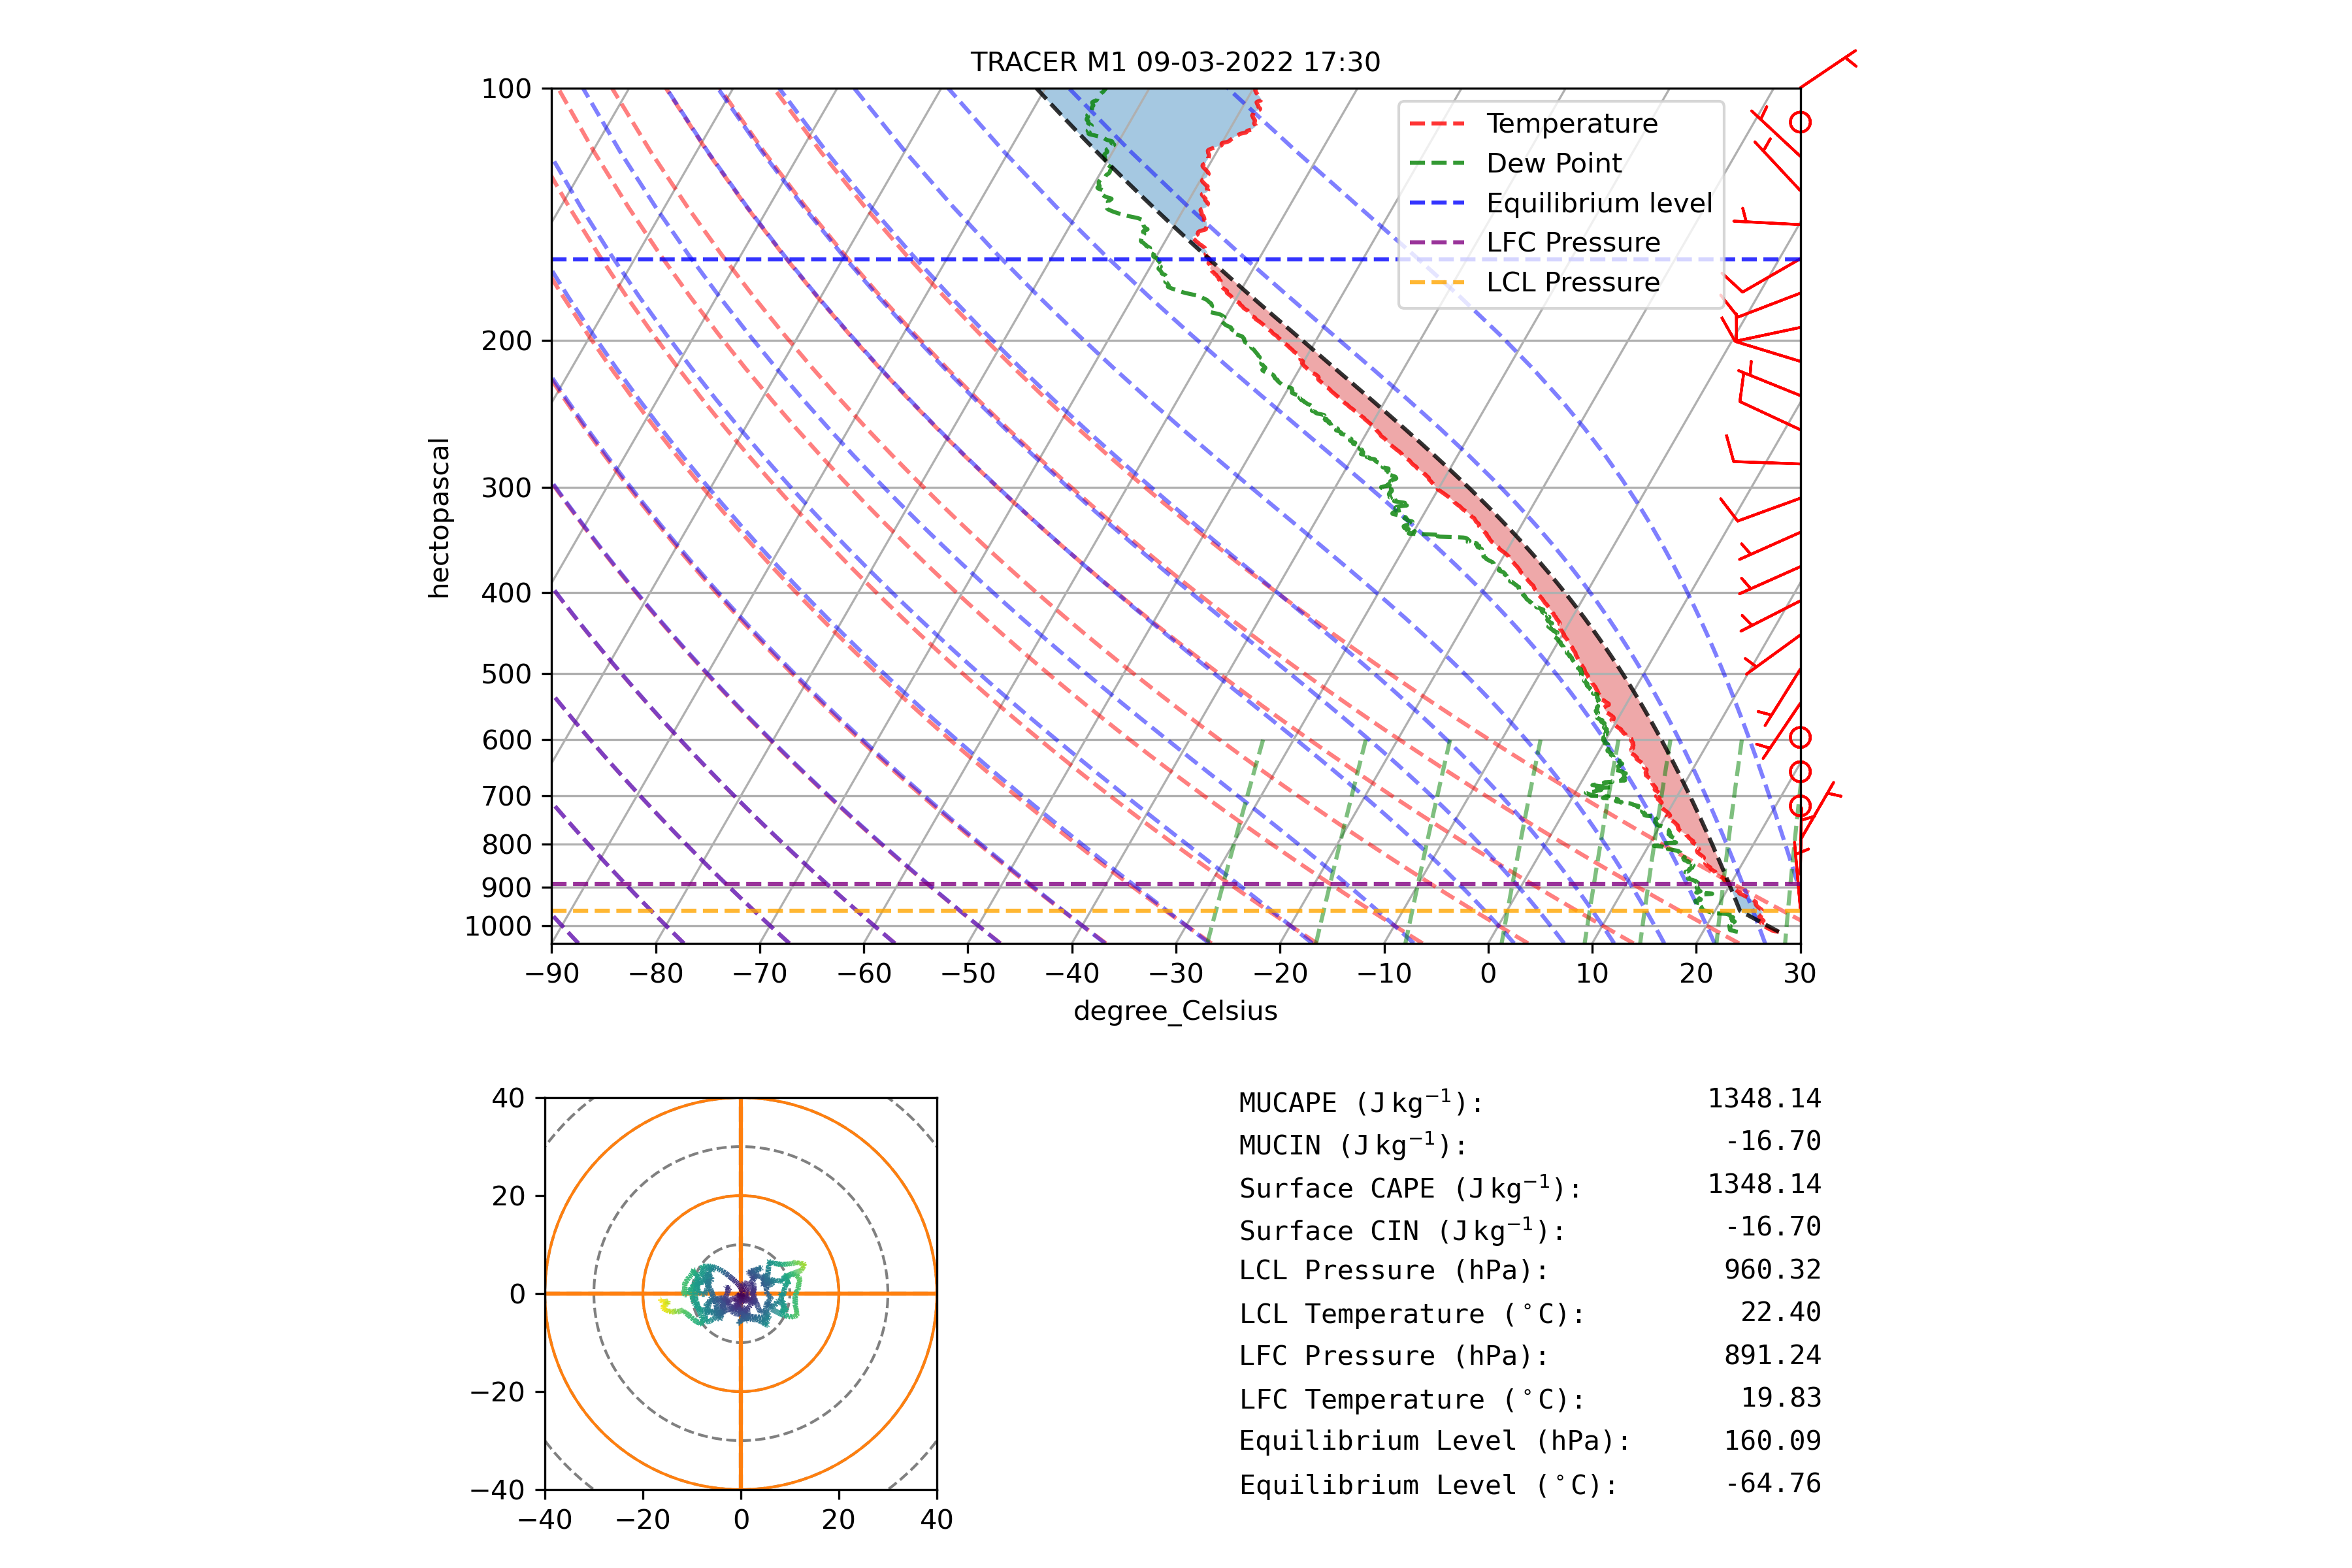 TRACER M1 09-03-2022 17:30
100
200
300
400
500
600
700
800
900
1000
hectopascal
Temperature
Dew Point
Equilibrium level
LFC Pressure
LCL Pressure
−90 −80 −70 −60 −50 −40 −30 −20 −10 0 10 20 30
degree_Celsius
40
20
0
−20
−40
−40 −20 0 20 40
MUCAPE (J kg⁻¹): 1348.14
MUCIN (J kg⁻¹): -16.70
Surface CAPE (J kg⁻¹): 1348.14
Surface CIN (J kg⁻¹): -16.70
LCL Pressure (hPa): 960.32
LCL Temperature (°C): 22.40
LFC Pressure (hPa): 891.24
LFC Temperature (°C): 19.83
Equilibrium Level (hPa): 160.09
Equilibrium Level (°C): -64.76